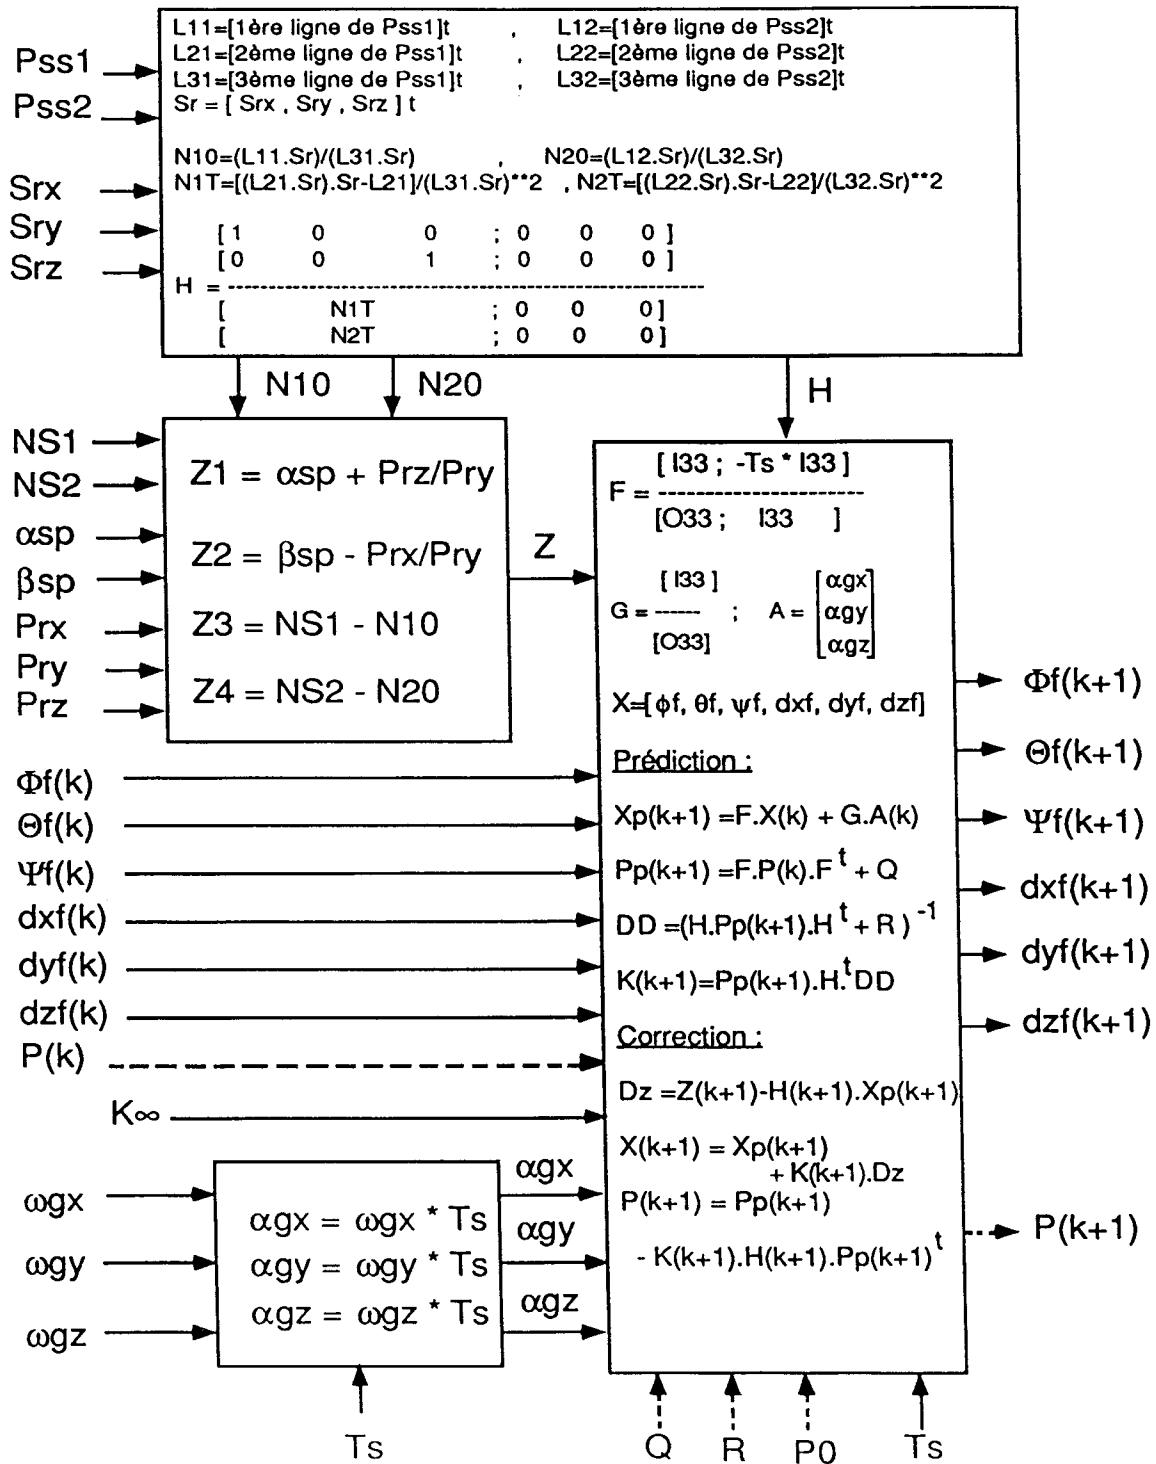 L11=[1ère ligne de Pss1]t , L12=[1ère ligne de Pss2]t
L21=[2ème ligne de Pss1]t , L22=[2ème ligne de Pss2]t
L31=[3ème ligne de Pss1]t , L32=[3ème ligne de Pss2]t
Sr = [ Srx , Sry , Srz ] t
N10=(L11.Sr)/(L31.Sr) , N20=(L12.Sr)/(L32.Sr)
N1T=[(L21.Sr).Sr-L21]/(L31.Sr)**2 , N2T=[(L22.Sr).Sr-L22]/(L32.Sr)**2
[ 1 0 0 ; 0 0 0 ]
[ 0 0 1 ; 0 0 0 ]
H = ------------------------------------------------------------
[ N1T ; 0 0 0 ]
[ N2T ; 0 0 0 ]
Pss1
Pss2
Srx
Sry
Srz
N10
N20
H
NS1
NS2
αsp
βsp
Prx
Pry
Prz
Z1 = αsp + Prz/Pry
Z2 = βsp - Prx/Pry
Z3 = NS1 - N10
Z4 = NS2 - N20
Z
[ I33 ; -Ts * I33 ]
F = -----------------------
[O33 ; I33 ]
[ I33 ]
G = ------ ; A = [αgx
αgy
αgz]
[O33]
X=[φf, θf, ψf, dxf, dyf, dzf]
Prédiction :
Xp(k+1) =F.X(k) + G.A(k)
Pp(k+1) =F.P(k).F t + Q
DD =(H.Pp(k+1).H t + R ) -1
K(k+1)=Pp(k+1).H.t DD
Correction :
Dz =Z(k+1)-H(k+1).Xp(k+1)
X(k+1) = Xp(k+1)
+ K(k+1).Dz
P(k+1) = Pp(k+1)
- K(k+1).H(k+1).Pp(k+1) t
Φf(k)
Θf(k)
Ψf(k)
dxf(k)
dyf(k)
dzf(k)
P(k)
K∞
ωgx
ωgy
ωgz
αgx = ωgx * Ts
αgy = ωgy * Ts
αgz = ωgz * Ts
αgx
αgy
αgz
Φf(k+1)
Θf(k+1)
Ψf(k+1)
dxf(k+1)
dyf(k+1)
dzf(k+1)
P(k+1)
Ts
Q
R
P0
Ts